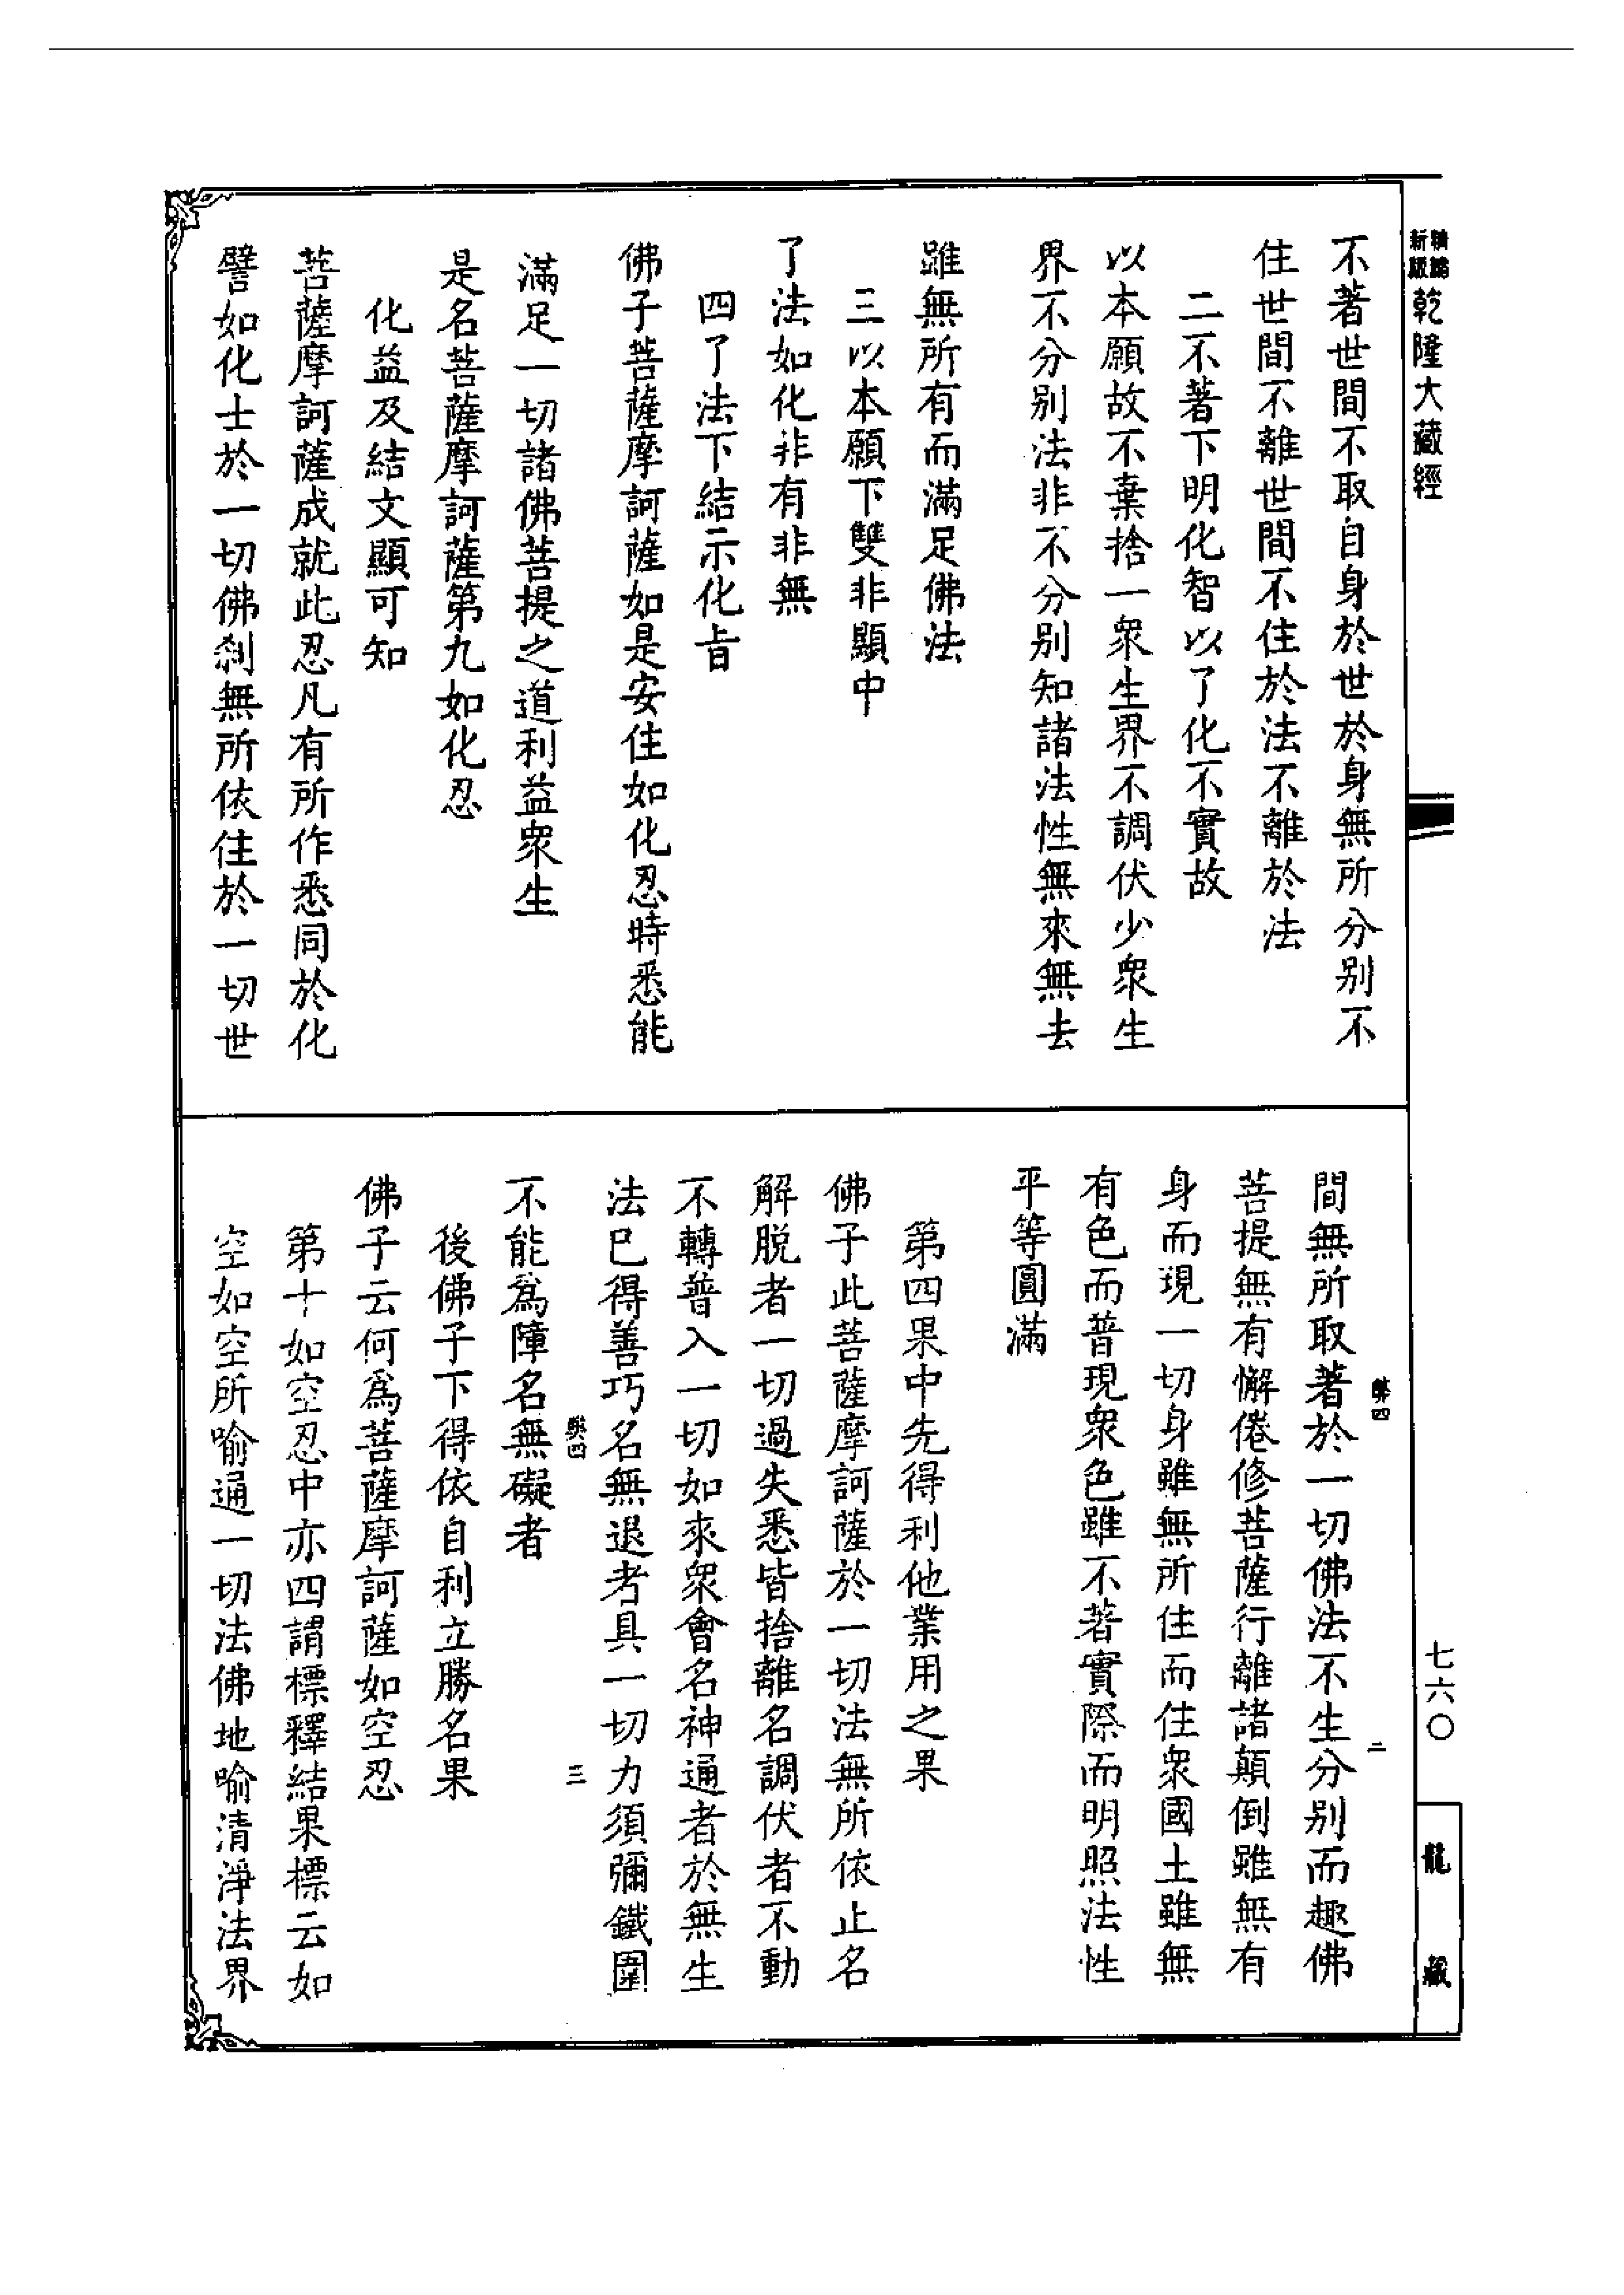 新版
乾隆大藏經
不著世間不取自身於世於身無所分别不
住世間不離世間不住於法不離於法
二不著下明化智以了化不實故
以本願故不棄捨一衆生界不調伏少衆生
界不分别法非不分别知諸法性無來無去
雖無所有而滿足佛法
三以本願下雙非顯中
了法如化非有非無
四了法下結示化旨
佛子菩薩摩訶薩如是安住如化忍時悉能
滿足一切諸佛菩提之道利益衆生
是名菩薩摩訶薩第九如化忍
化益及結文顯可知
菩薩摩訶薩成就此忍凡有所作悉同於化
譬如化士於一切佛刹無所依住於一切世
七六〇
龍藏
四
二
間無所取著於一切佛法不生分别而趣佛
菩提無有懈倦修菩薩行離諸顛倒雖無有
身而現一切身雖無所住而住衆國土雖無
有色而普現衆色雖不著實際而明照法性
平等圓滿
第四果中先得利他業用之果
佛子此菩薩摩訶薩於一切法無所依止名
解脱者一切過失悉皆捨離名調伏者不動
不轉普入一切如來衆會名神通者於無生
法巳得善巧名無退者具一切力須彌鐵圍
四
三
不能爲障名無礙者
後佛子下得依自利立勝名果
佛子云何爲菩薩摩訶薩如空忍
第十如空忍中亦四謂標釋結果標云如
空如空所喻通一切法佛地喻清淨法界